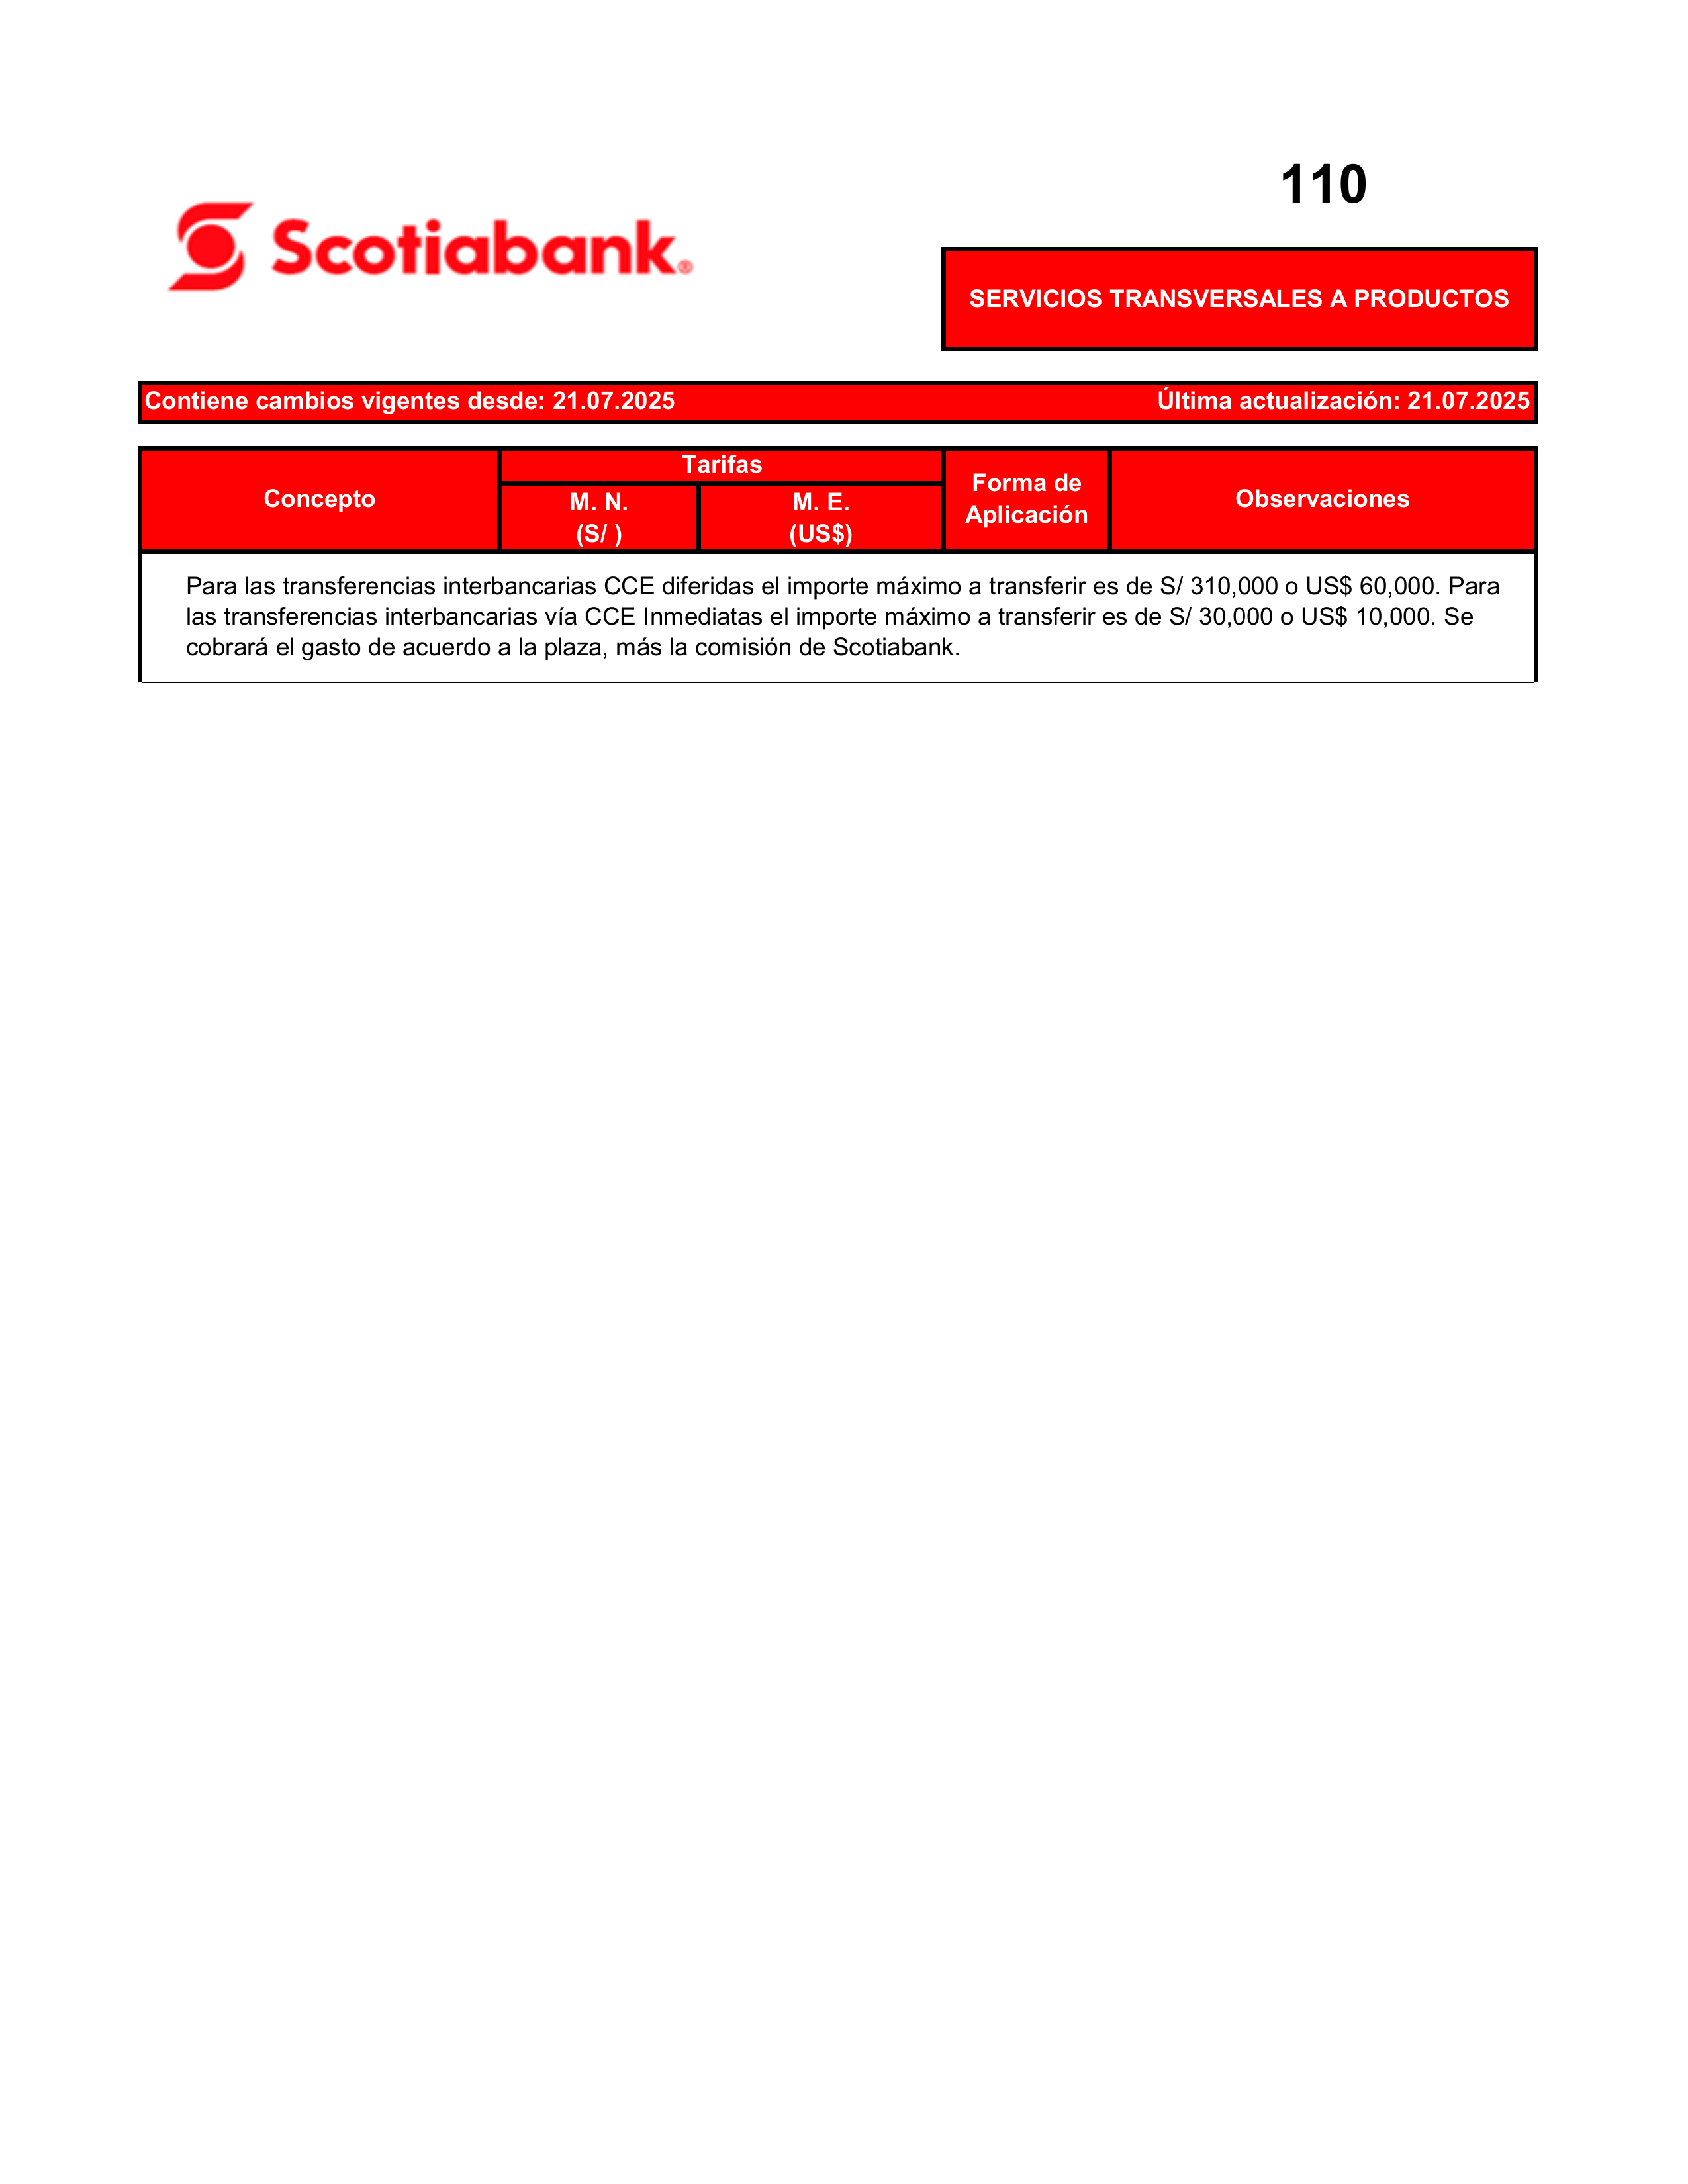 110
Scotiabank®
SERVICIOS TRANSVERSALES A PRODUCTOS
Contiene cambios vigentes desde: 21.07.2025 Última actualización: 21.07.2025
Concepto
Tarifas
M. N.
(S/ )
M. E.
(US$)
Forma de
Aplicación
Observaciones
Para las transferencias interbancarias CCE diferidas el importe máximo a transferir es de S/ 310,000 o US$ 60,000. Para
las transferencias interbancarias vía CCE Inmediatas el importe máximo a transferir es de S/ 30,000 o US$ 10,000. Se
cobrará el gasto de acuerdo a la plaza, más la comisión de Scotiabank.